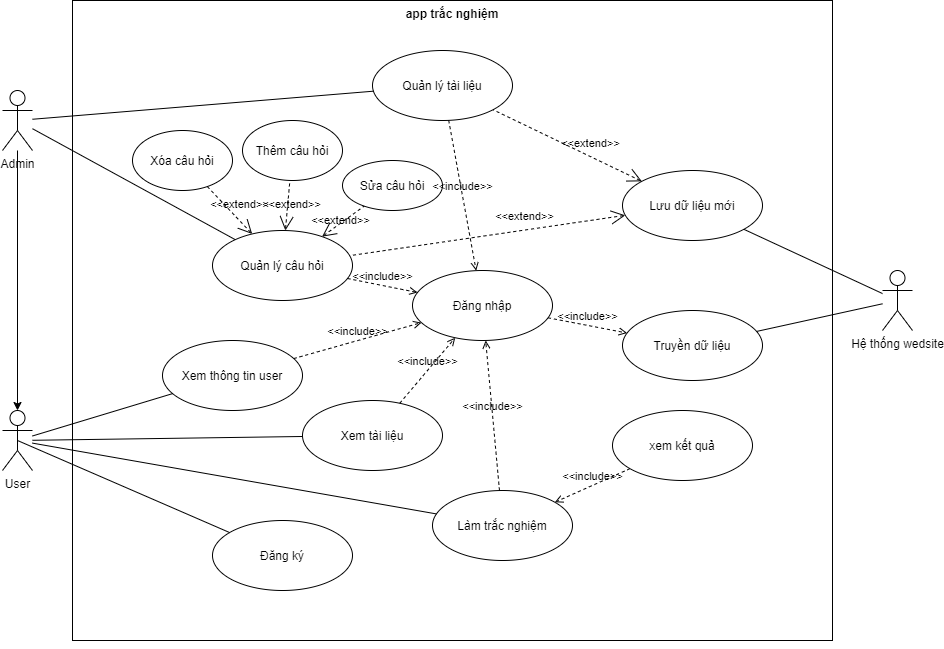 app trắc nghiệm
Quản lý tài liệu
Admin
Xóa câu hỏi
Thêm câu hỏi
<<extend>>
Sửa câu hỏi
<<include>>
<<extend>>
<<extend>>
<<extend>>
<<extend>>
Lưu dữ liệu mới
Quản lý câu hỏi
<<include>>
Đăng nhập
<<include>>
Truyền dữ liệu
Hệ thống wedsite
<<include>>
Xem thông tin user
<<include>>
<<include>>
Xem tài liệu
xem kết quả
<<include>>
User
Làm trắc nghiệm
Đăng ký